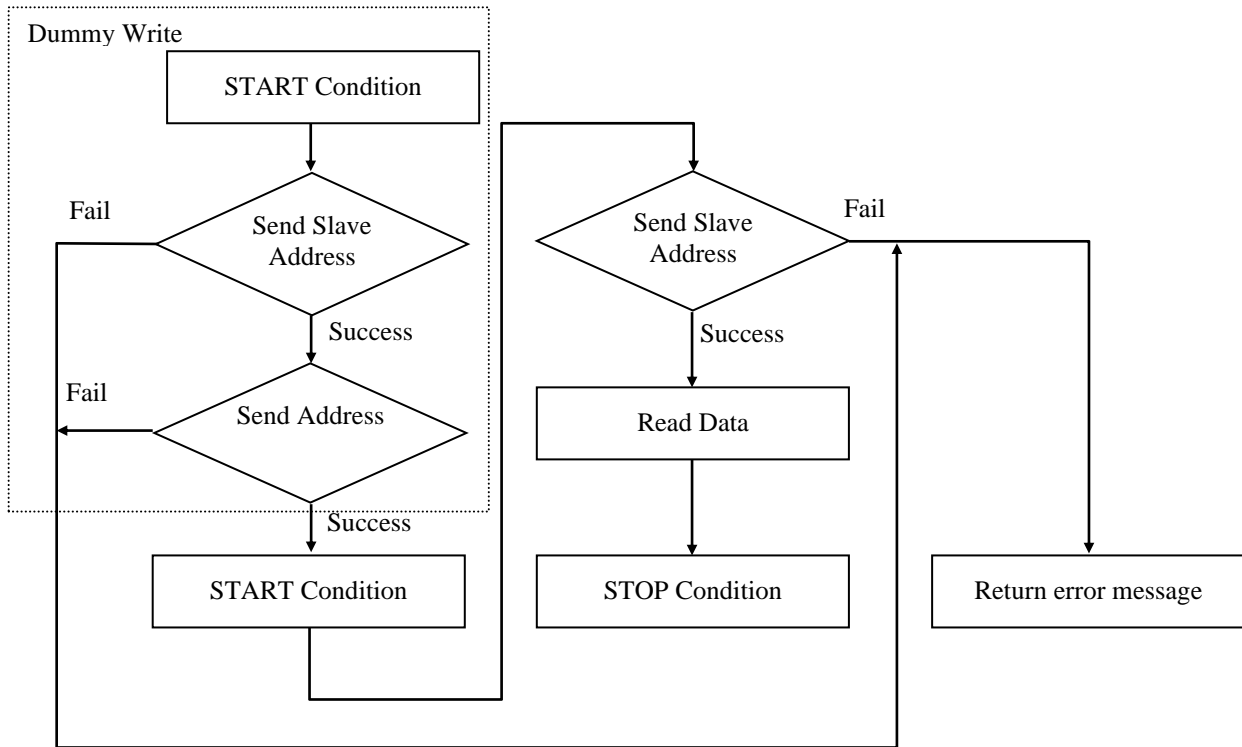 Dummy Write
START Condition
Fail
Send Slave
Address
Success
Fail
Send Address
Success
START Condition
Send Slave
Address
Fail
Success
Read Data
STOP Condition
Return error message